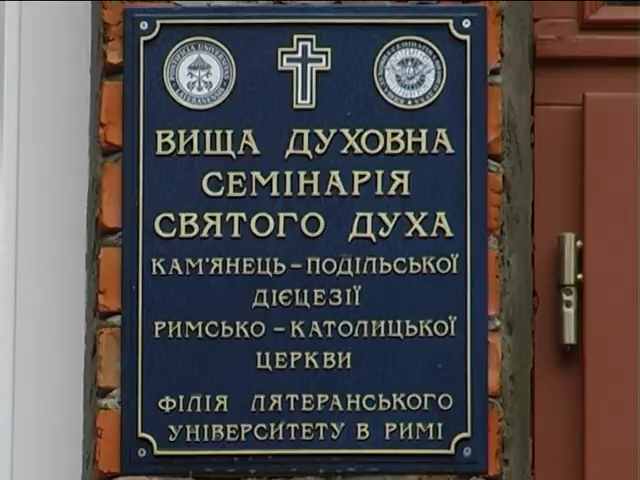 ВИЩА ДУХОВНА
СЕМІНАРІЯ
СВЯТОГО ДУХА
КАМ'ЯНЕЦЬ-ПОДІЛЬСЬКОЇ
ДІЄЦЕЗІЇ
РИМСЬКО-КАТОЛИЦЬКОЇ
ЦЕРКВИ
ФІЛІЯ ЛЯТЕРАНСЬКОГО
УНІВЕРСИТЕТУ В РИМІ